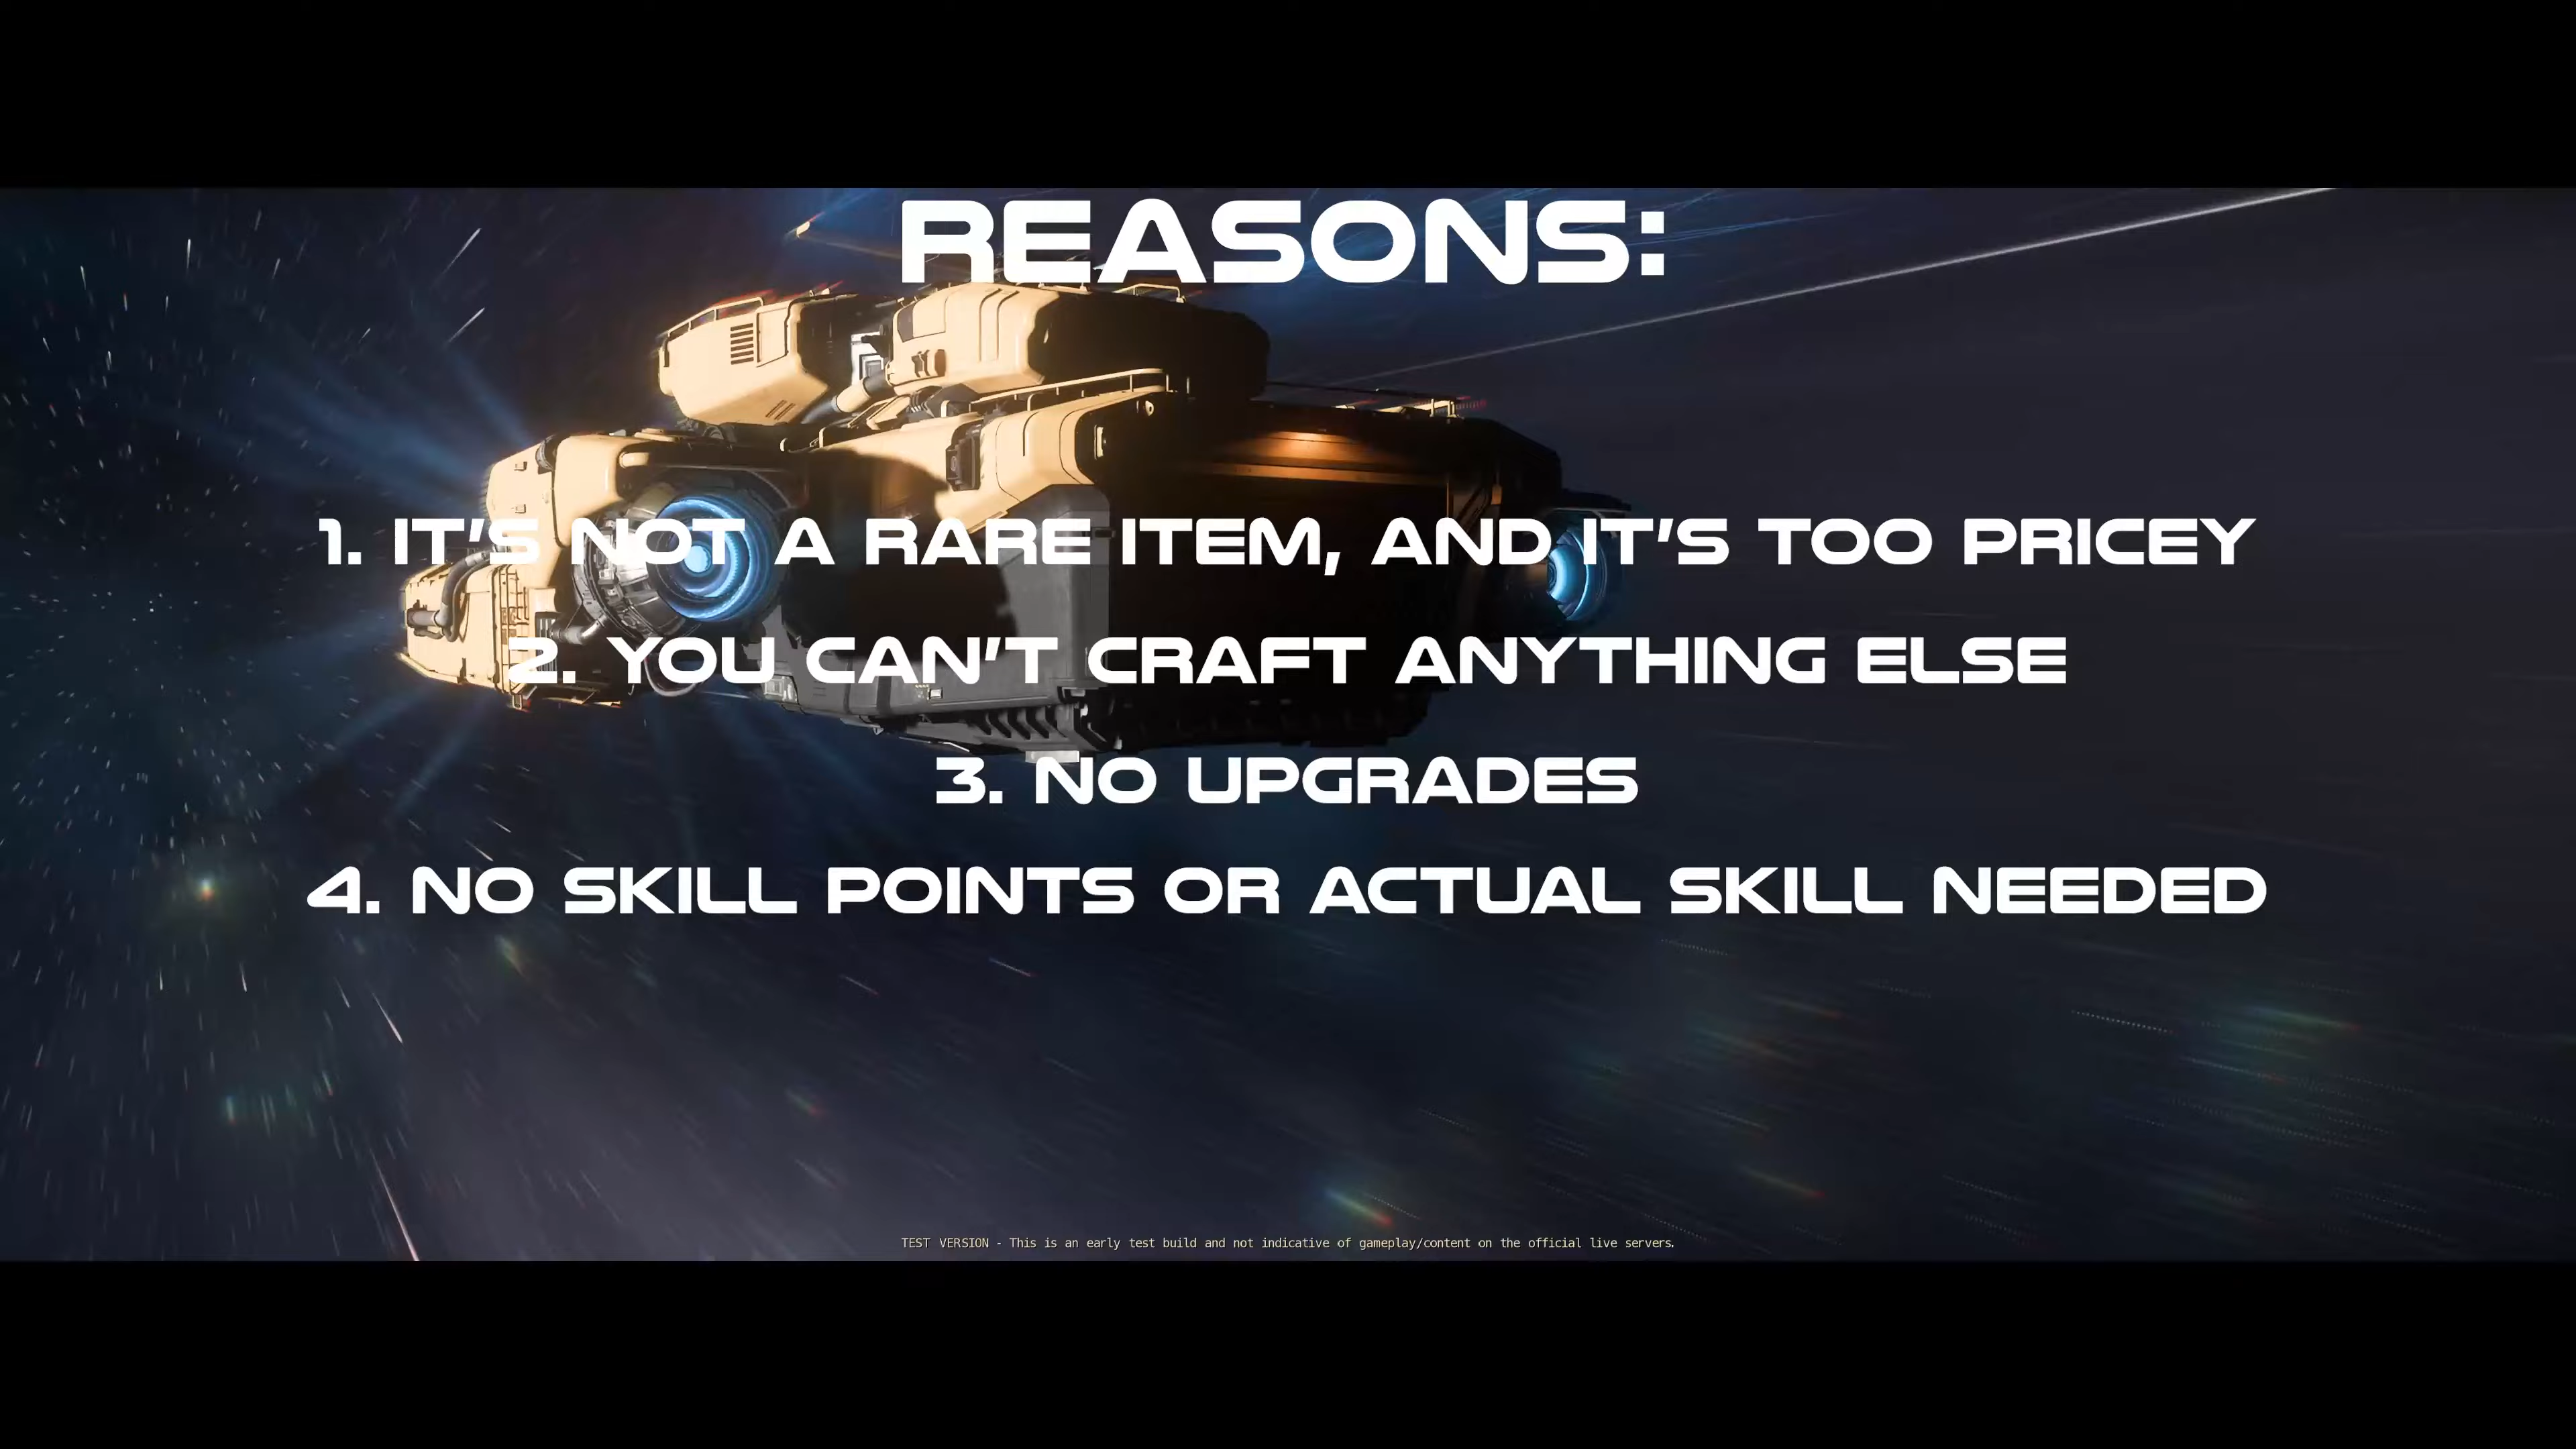 REASONS:
1. IT'S NOT A RARE ITEM, AND IT'S TOO PRICEY
2. YOU CAN'T CRAFT ANYTHING ELSE
3. NO UPGRADES
4. NO SKILL POINTS OR ACTUAL SKILL NEEDED
TEST VERSION - This is an early test build and not indicative of gameplay/content on the official live servers.